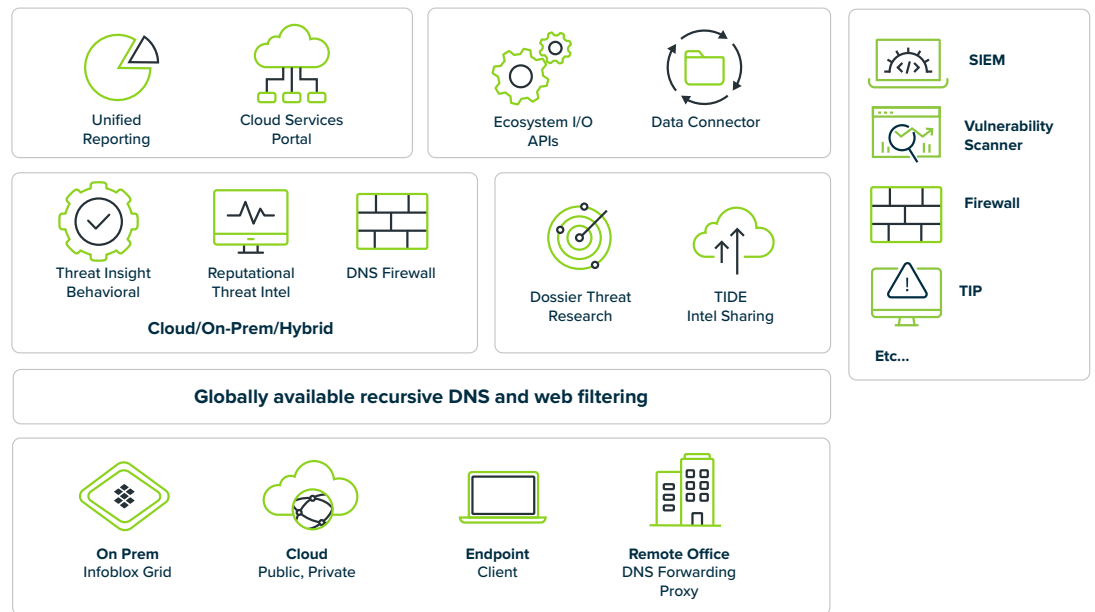 Unified
Reporting
Cloud Services
Portal
Ecosystem I/O
APIs
Data Connector
Threat Insight
Behavioral
Reputational
Threat Intel
DNS Firewall
Cloud/On-Prem/Hybrid
Dossier Threat
Research
TIDE
Intel Sharing
Globally available recursive DNS and web filtering
On Prem
Infoblox Grid
Cloud
Public, Private
Endpoint
Client
Remote Office
DNS Forwarding
Proxy
</>
SIEM
Vulnerability
Scanner
Firewall
!
TIP
Etc...